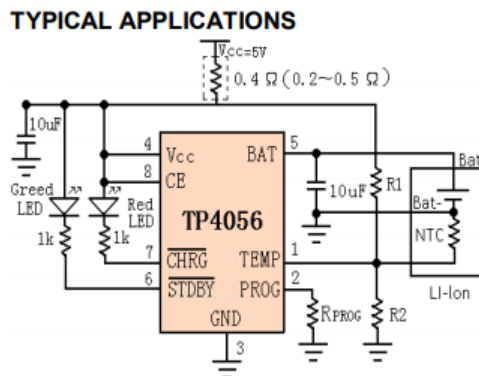 TYPICAL APPLICATIONS
Vcc=5V
0.4 Ω(0.2~0.5 Ω)
10uF
4
Vcc
BAT
5
8
CE
Greed
LED
Red
LED
TP4056
10uF
R1
Bat
Bat-
1k
1k
7
CHRG
TEMP
1
NTC
6
STDBY
PROG
2
LI-Ion
RPROG
R2
GND
3